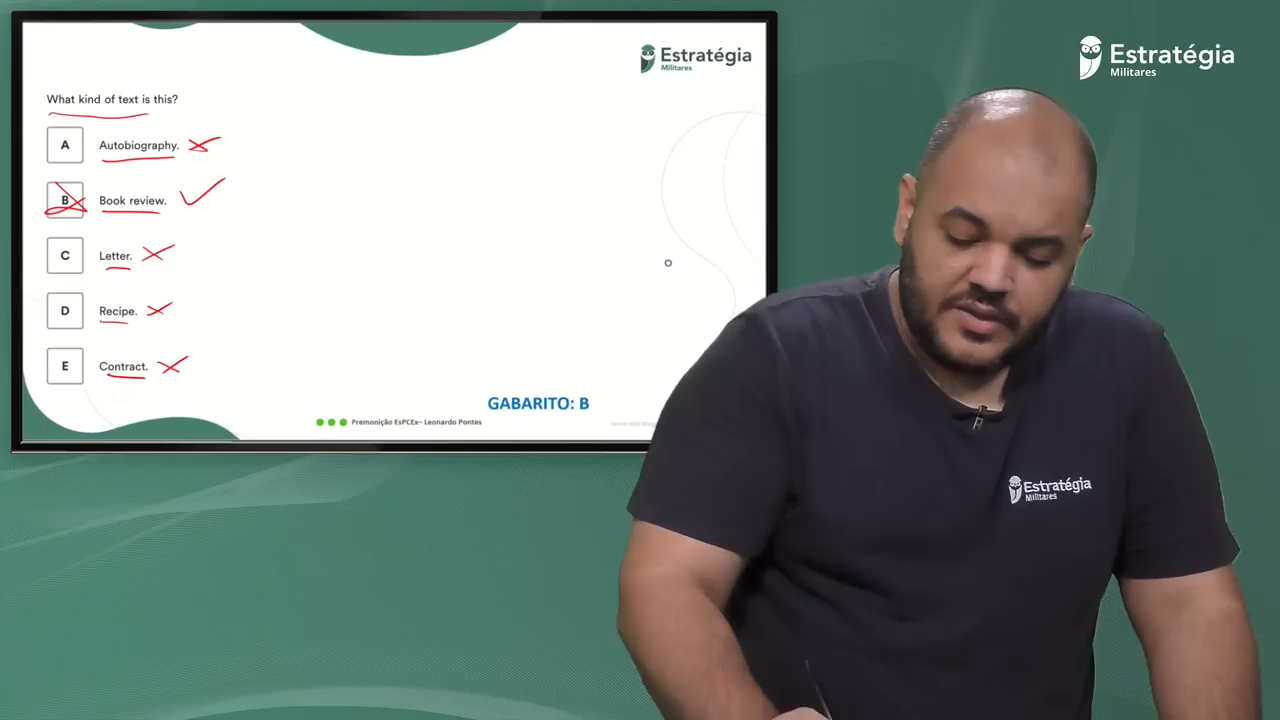 Estratégia
Militares
Estratégia
Militares
What kind of text is this?
A Autobiography.
B Book review.
C Letter.
D Recipe.
E Contract.
GABARITO: B
Premonição EsPCEx– Leonardo Pontes
Estratégia
Militares